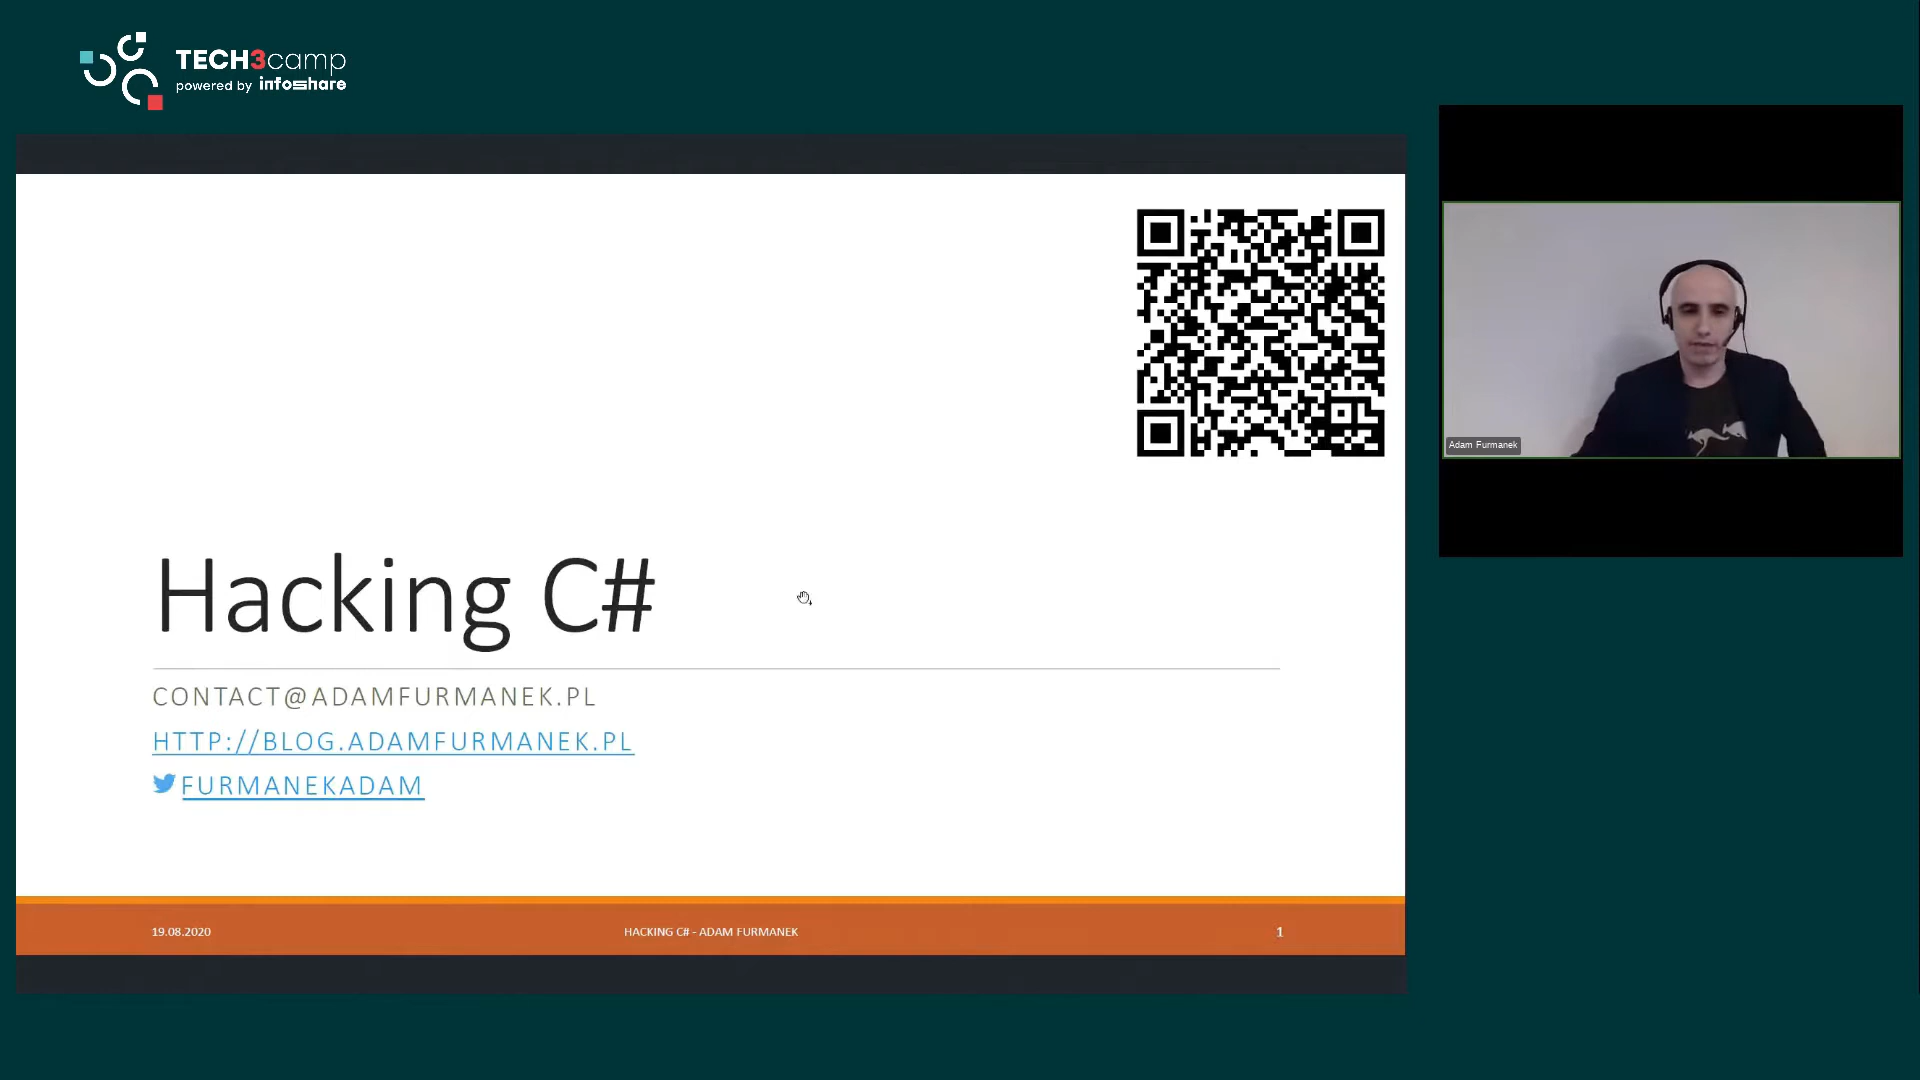 TECH3camp
powered by infoshare
Hacking C#
CONTACT@ADAMFURMANEK.PL
HTTP://BLOG.ADAMFURMANEK.PL
FURMANEKADAM
19.08.2020
HACKING C# - ADAM FURMANEK
1
Adam Furmanek